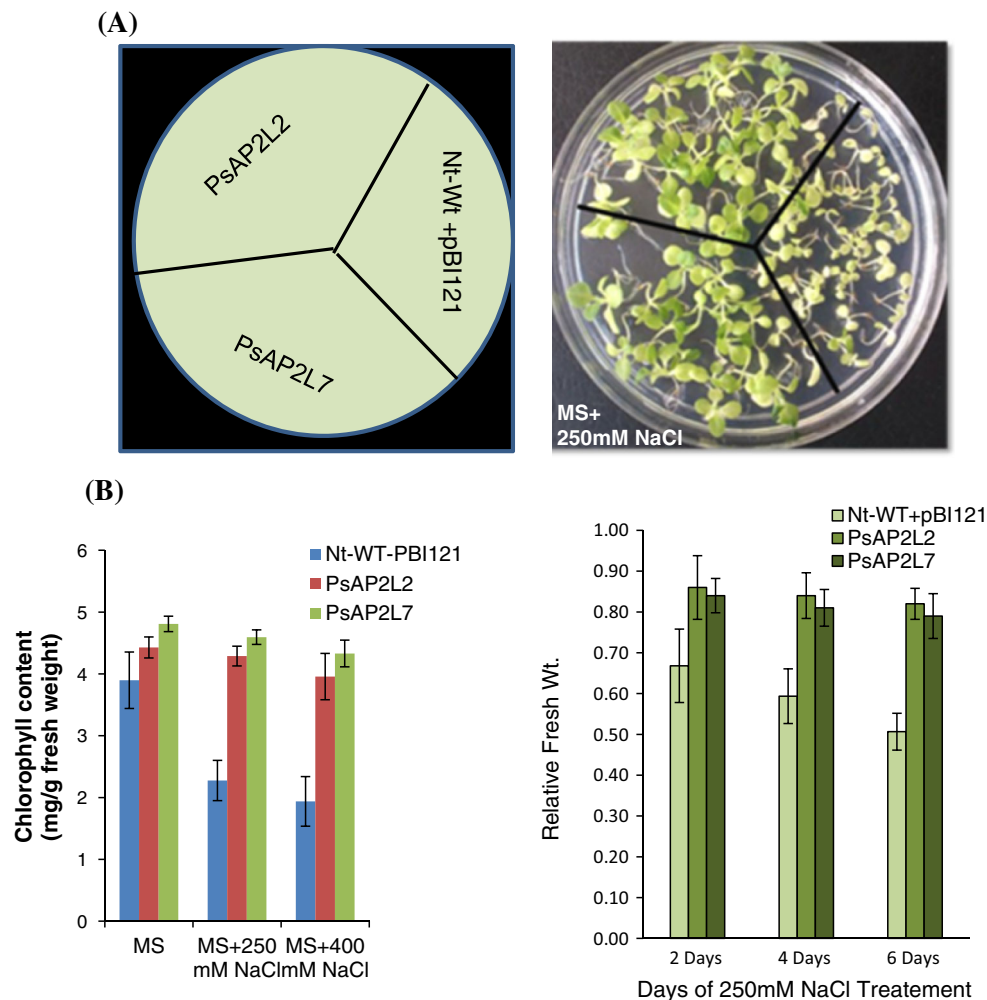 (A)
PsAP2L2
Nt-Wt +pBI121
PsAP2L7
MS+
250mM NaCl
(B)
Nt-WT-PBI121
PsAP2L2
PsAP2L7
Chlorophyll content
(mg/g fresh weight)
6
5
4
3
2
1
0
MS
MS+250
mM NaCl
MS+400
mM NaCl
Nt-WT+pBI121
PsAP2L2
PsAP2L7
Relative Fresh Wt.
1.00
0.90
0.80
0.70
0.60
0.50
0.40
0.30
0.20
0.10
0.00
2 Days
4 Days
6 Days
Days of 250mM NaCl Treatement